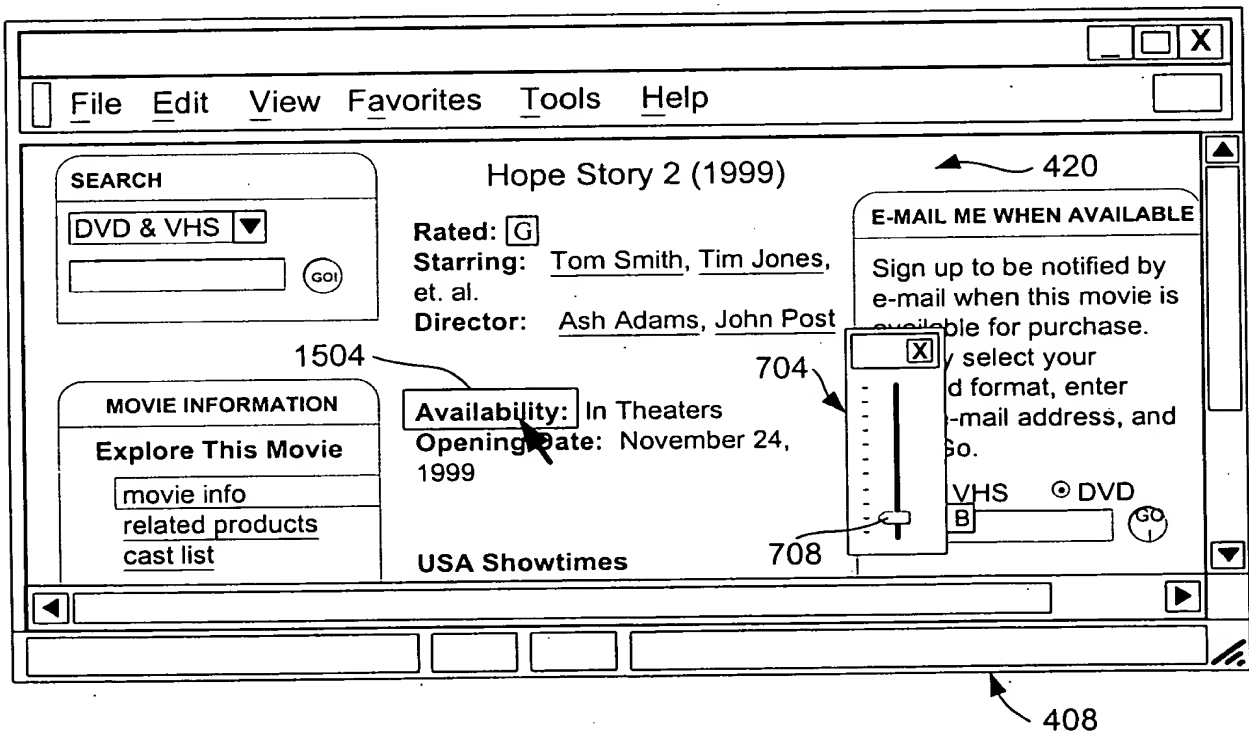 X
File Edit View Favorites Tools Help
SEARCH
DVD & VHS
GO!
Hope Story 2 (1999)
420
Rated: G
Starring: Tom Smith, Tim Jones,
et. al.
Director: Ash Adams, John Post
E-MAIL ME WHEN AVAILABLE
Sign up to be notified by
e-mail when this movie is
for purchase.
select your
format, enter
e-mail address, and
VHS DVD
B
GO
X
704
708
1504
Availability: In Theaters
Opening Date: November 24,
1999
USA Showtimes
MOVIE INFORMATION
Explore This Movie
movie info
related products
cast list
408